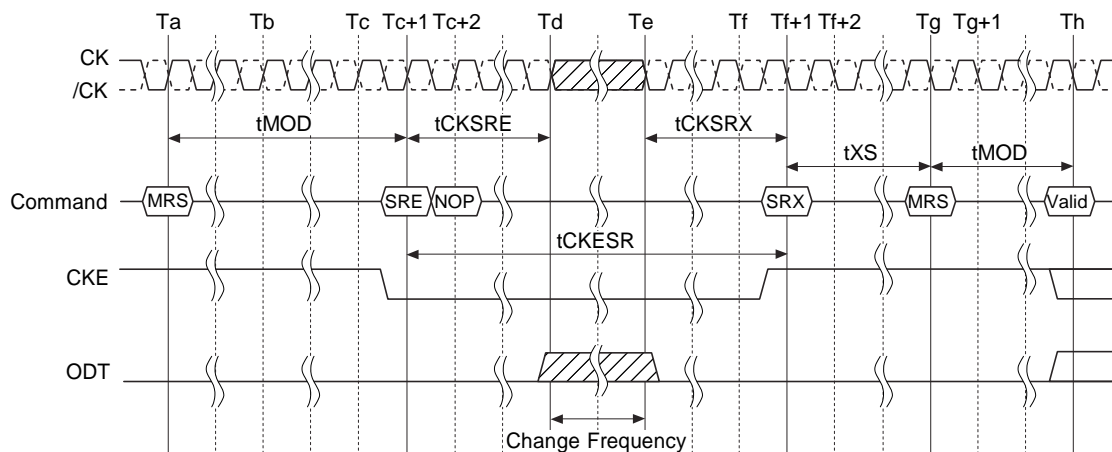 Ta Tb Tc Tc+1 Tc+2 Td Te Tf Tf+1 Tf+2 Tg Tg+1 Th
CK
/CK
tMOD tCKSRE tCKSRX
tXS tMOD
Command MRS SRE NOP SRX MRS Valid
tCKESR
CKE
ODT
Change Frequency